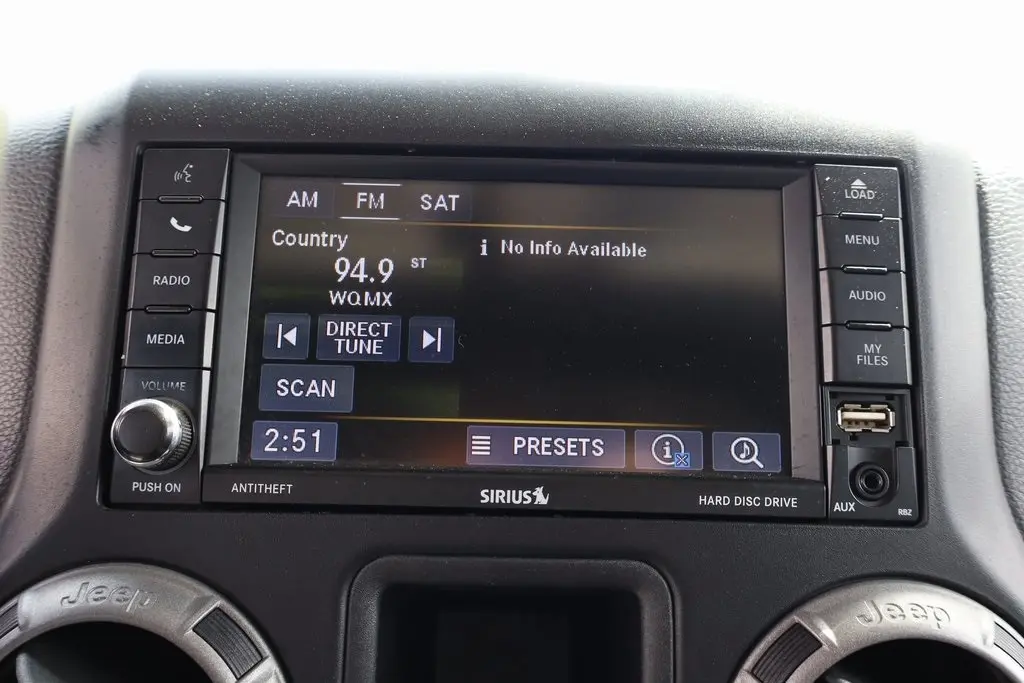 AM FM SAT
Country
94.9 ST
WQMX
i No Info Available
DIRECT
TUNE
SCAN
2:51
PRESETS
i
RADIO
MEDIA
VOLUME
PUSH ON
LOAD
MENU
AUDIO
MY
FILES
AUX
RBZ
ANTITHEFT
SIRIUS
HARD DISC DRIVE
Jeep
Jeep